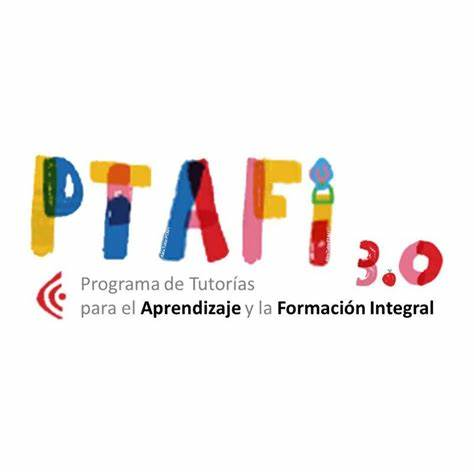 PTAFi 3.0
Programa de Tutorías
para el Aprendizaje y la Formación Integral